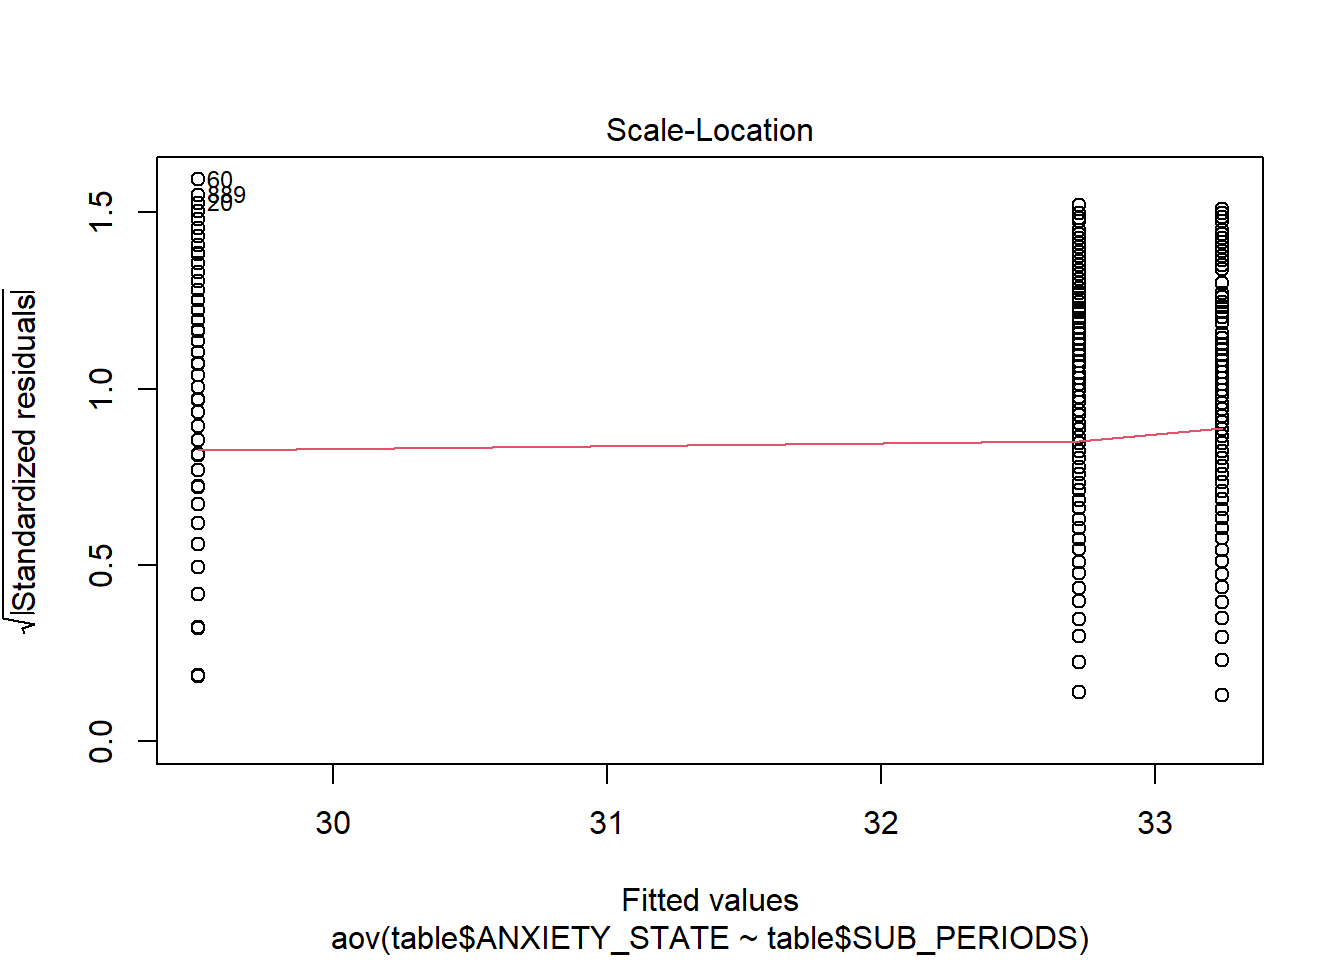 Scale-Location
60
889
20
1.5
1.0
0.5
0.0
√|Standardized residuals|
30 31 32 33
Fitted values
aov(table$ANXIETY_STATE ~ table$SUB_PERIODS)